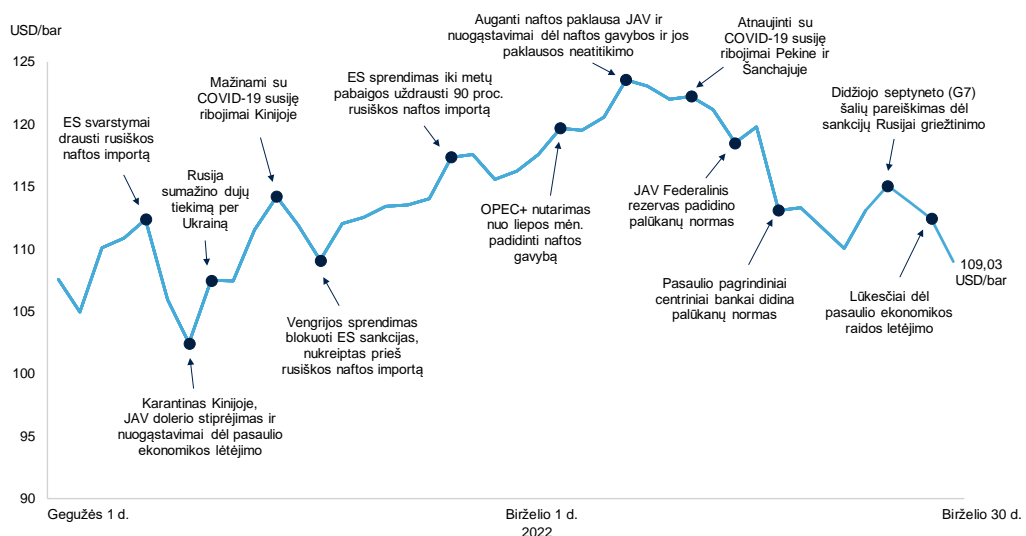 USD/bar
125
120
115
110
105
100
95
90
ES svarstymai
drausti rusiškos
naftos importą
Rusija
sumažino dujų
tiekimą per
Ukrainą
Mažinami su
COVID-19 susiję
ribojimai Kinijoje
ES sprendimas iki metų
pabaigos uždrausti 90 proc.
rusiškos naftos importą
Auganti naftos paklausa JAV ir
nuogąstavimai dėl naftos gavybos ir jos
paklausos neatitikimo
Atnaujinti su
COVID-19 susiję
ribojimai Pekine ir
Šanchajuje
Didžiojo septyneto (G7)
šalių pareiškimas dėl
sankcijų Rusijai griežtinimo
Karantinas Kinijoje,
JAV dolerio stiprėjimas ir
nuogąstavimai dėl pasaulio
ekonomikos lėtėjimo
Vengrijos sprendimas
blokuoti ES sankcijas,
nukreiptas prieš
rusiškos naftos importą
OPEC+ nutarimas
nuo liepos mėn.
padidinti naftos
gavybą
JAV Federalinis
rezervas padidino
palūkanų normas
Pasaulio pagrindiniai
centriniai bankai didina
palūkanų normas
Lūkesčiai dėl
pasaulio ekonomikos
raidos letėjimo
109,03
USD/bar
Gegužės 1 d.
Birželio 1 d.
Birželio 30 d.
2022